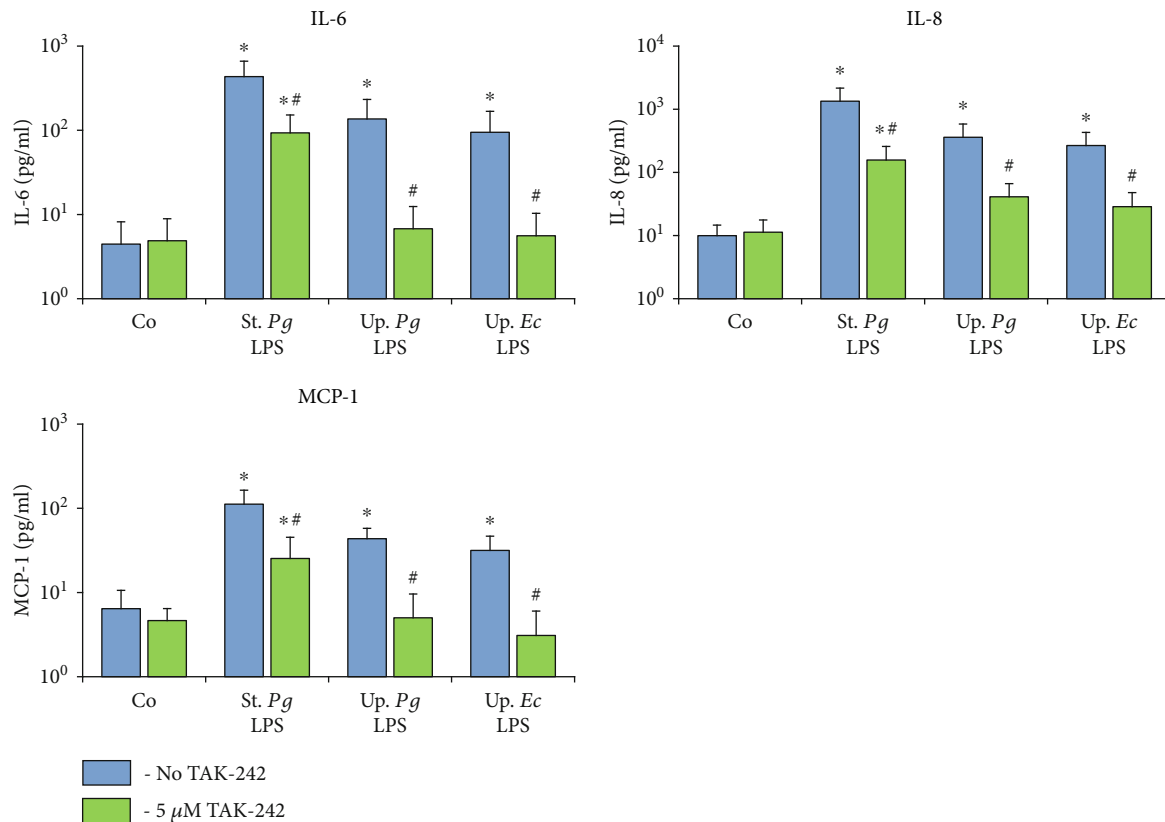 IL-6
IL-6 (pg/ml)
10³
10²
10¹
10⁰
*
*#
*
#
*
#
Co
St. Pg
LPS
Up. Pg
LPS
Up. Ec
LPS
IL-8
IL-8 (pg/ml)
10⁴
10³
10²
10¹
10⁰
*
*#
*
#
*
#
Co
St. Pg
LPS
Up. Pg
LPS
Up. Ec
LPS
MCP-1
MCP-1 (pg/ml)
10³
10²
10¹
10⁰
*
*#
*
#
*
#
Co
St. Pg
LPS
Up. Pg
LPS
Up. Ec
LPS
- No TAK-242
- 5 μM TAK-242